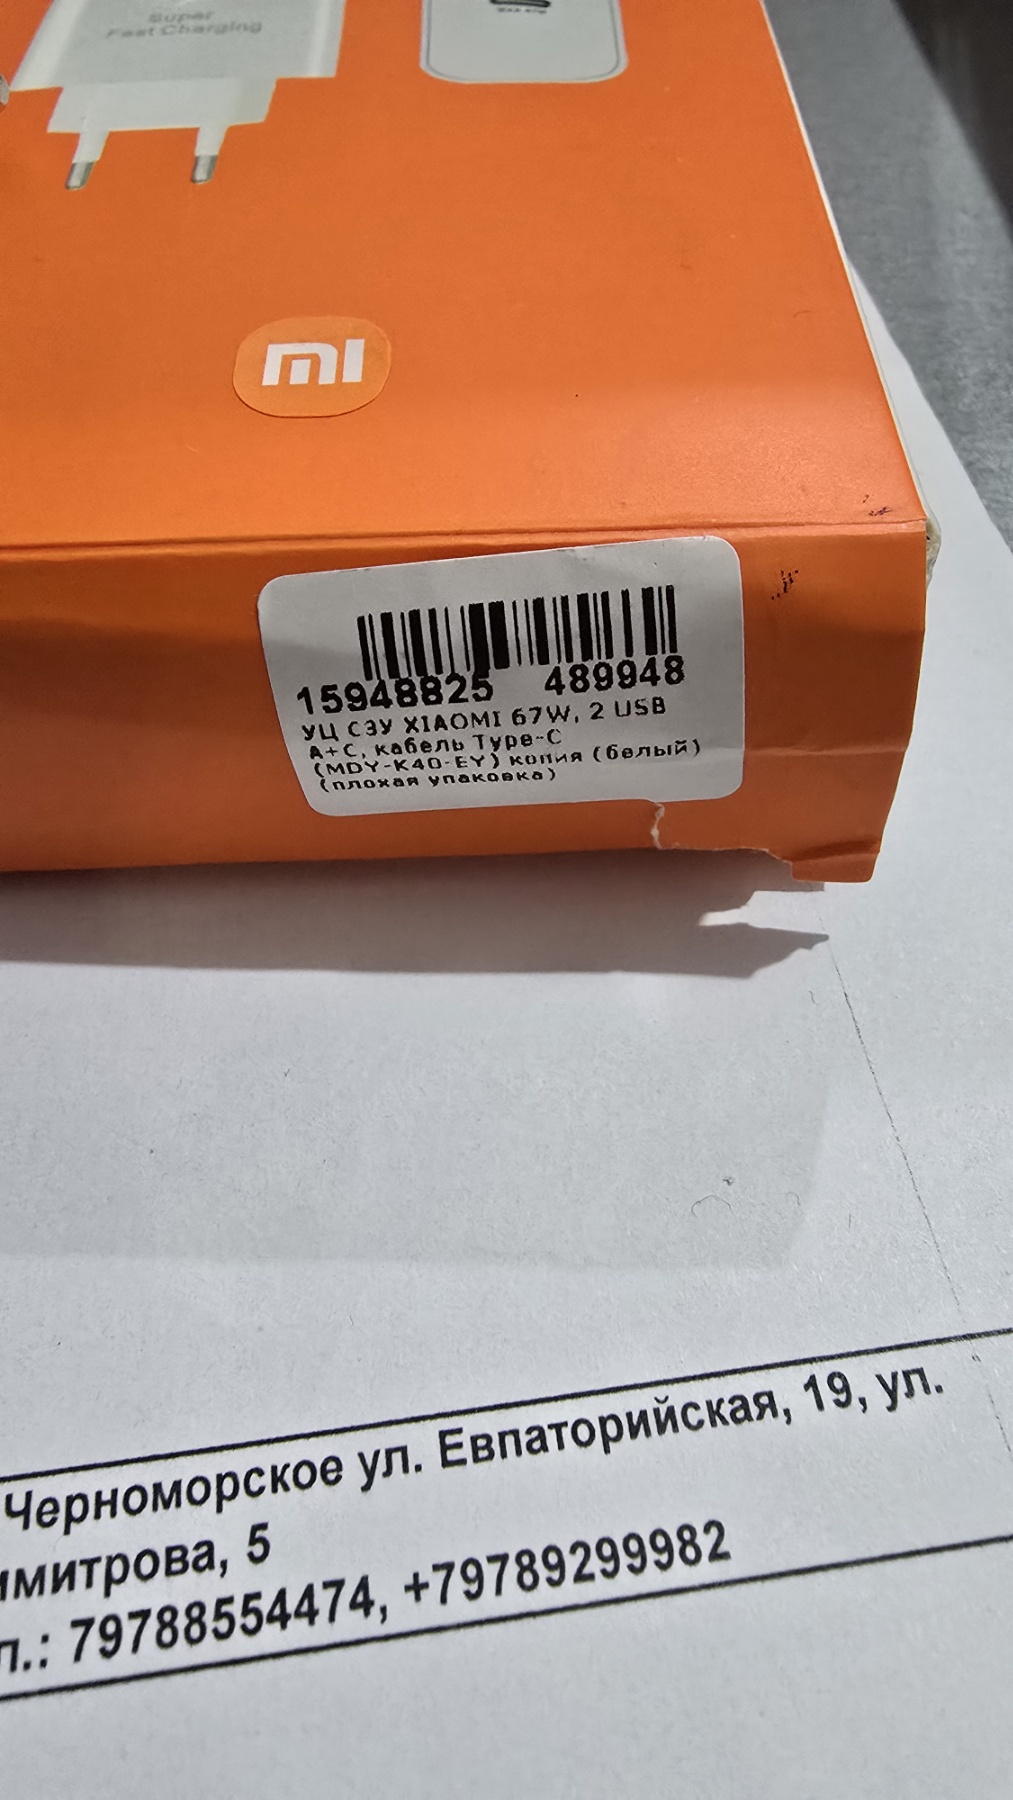 Super
Fast Charging
mi
15948825 489948
УЦ СЗУ XIAOMI 67W, 2 USB
A+C, кабель Type-C
(MDY-K40-EY) копия (белый)
(плохая упаковка)
Черноморское ул. Евпаторийская, 19, ул.
имитрова, 5
л.: 79788554474, +79789299982